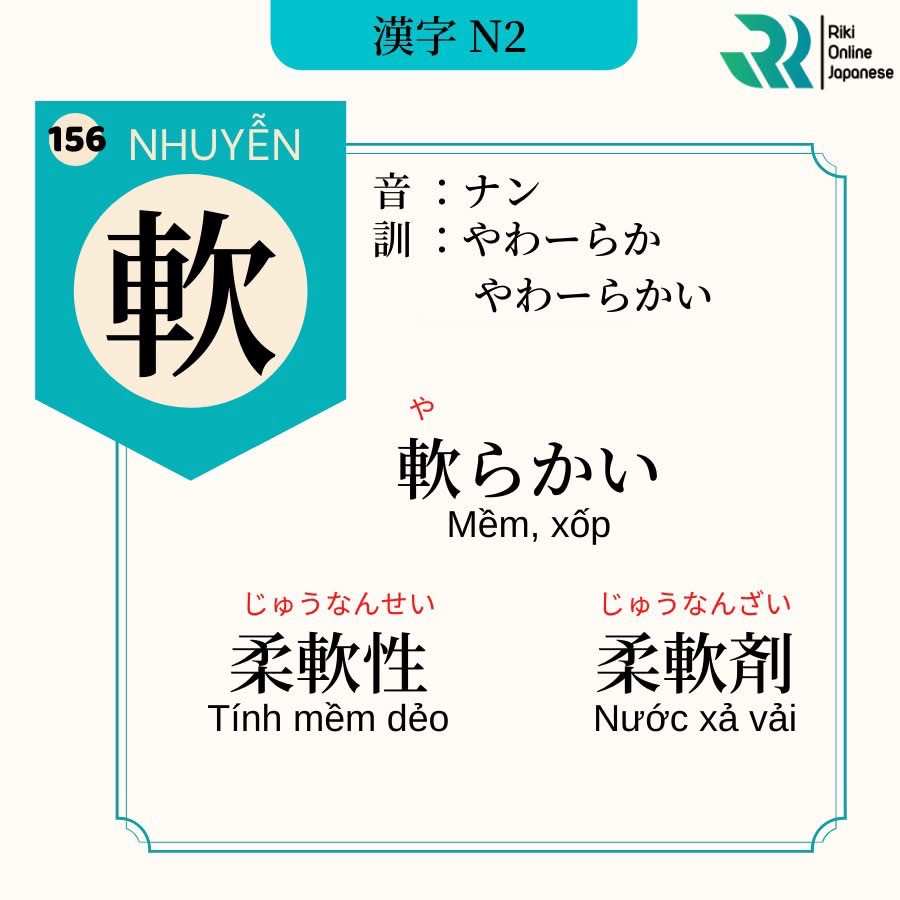 漢字 N2
Riki
Online
Japanese
156 NHUYỄN
軟
音 ：ナン
訓 ：やわーらか
やわーらかい
や
軟らかい
Mềm, xốp
じゅうなんせい
柔軟性
Tính mềm dẻo
じゅうなんざい
柔軟剤
Nước xả vải